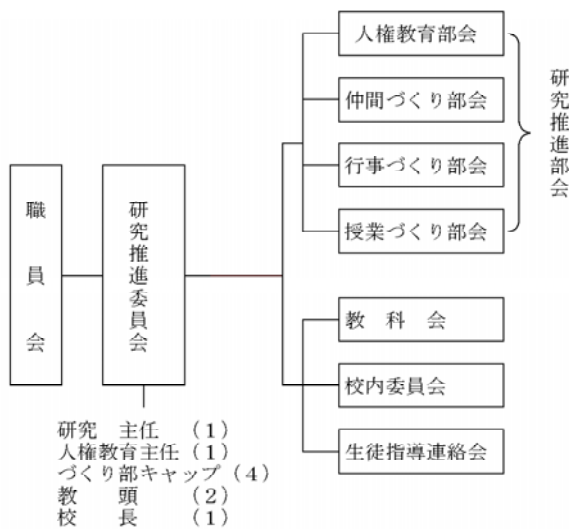 人権教育部会
仲間づくり部会
行事づくり部会
授業づくり部会
研究推進部会
職員会
研究推進委員会
教 科 会
校内委員会
生徒指導連絡会
研究 主任 (1)
人権教育主任 (1)
づくり部キャップ (4)
教 頭 (2)
校 長 (1)